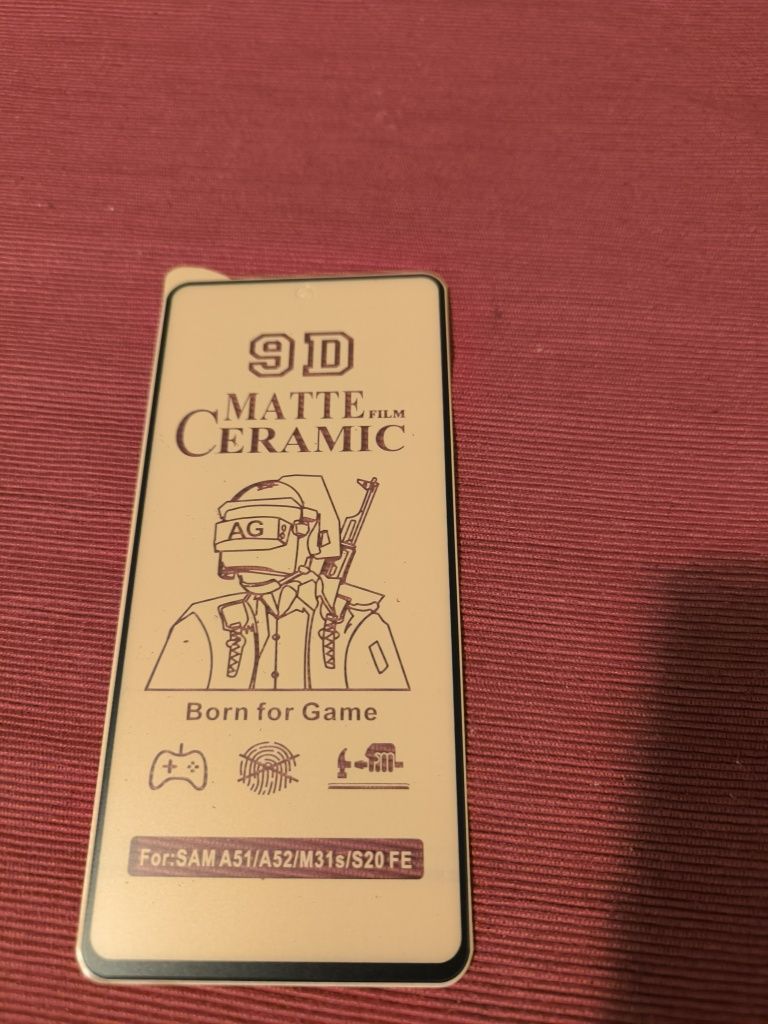 9D
MATTE FILM
CERAMIC
AG
Born for Game
For:SAM A51/A52/M31s/S20 FE